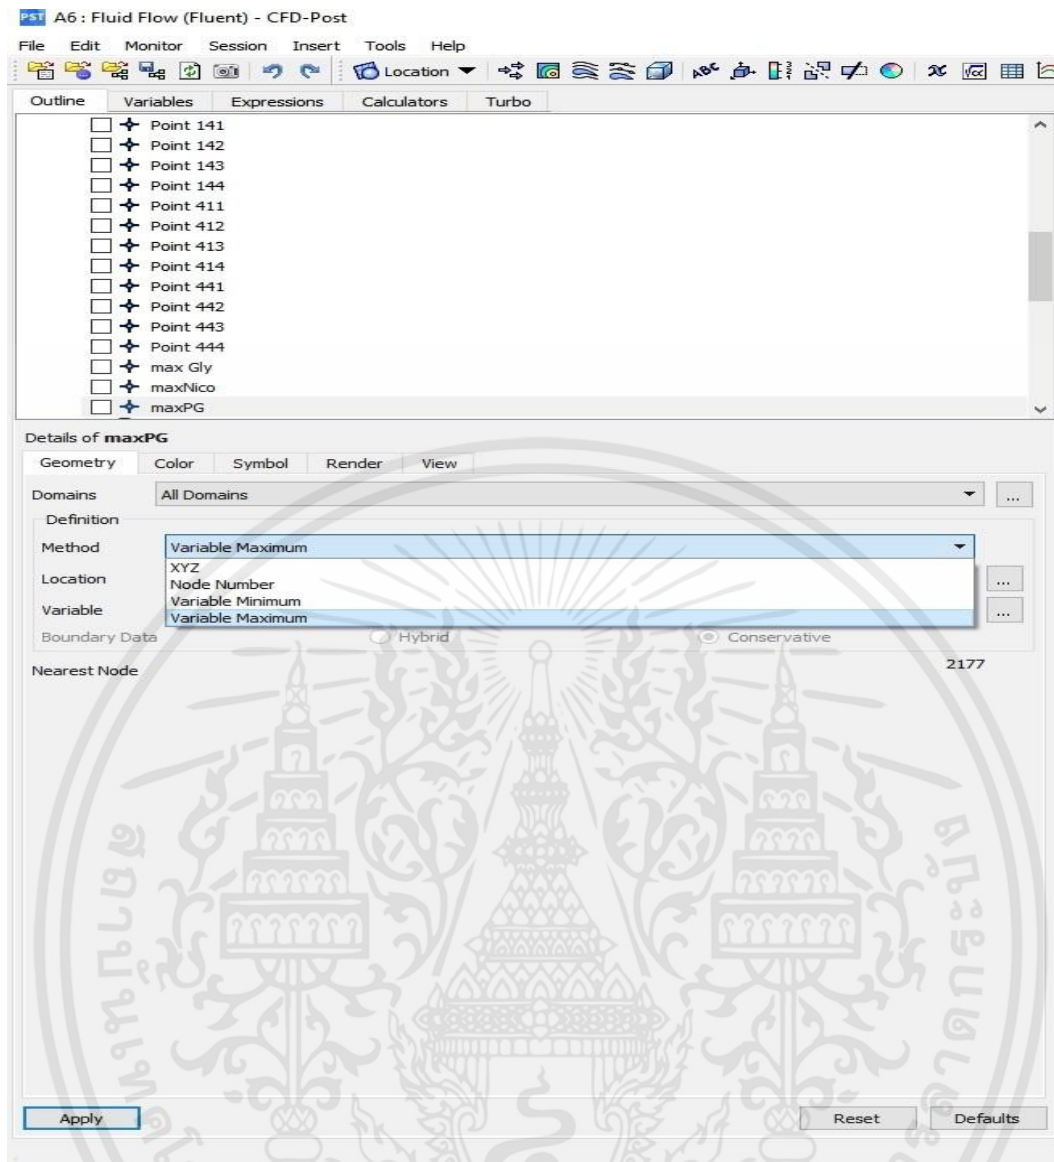 PST A6 : Fluid Flow (Fluent) - CFD-Post
File Edit Monitor Session Insert Tools Help
Location
Outline Variables Expressions Calculators Turbo
Point 141
Point 142
Point 143
Point 144
Point 411
Point 412
Point 413
Point 414
Point 441
Point 442
Point 443
Point 444
max Gly
maxNico
maxPG
Details of maxPG
Geometry Color Symbol Render View
Domains All Domains ...
Definition
Method Variable Maximum
XYZ
Location ...
Node Number
Variable Minimum
Variable ...
Variable Maximum
Boundary Data Hybrid Conservative
Nearest Node 2177
Apply Reset Defaults